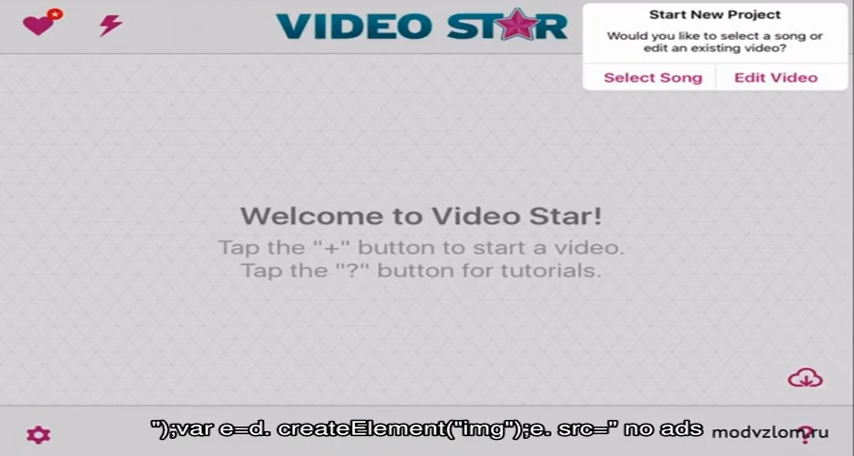 VIDEO STAR
Start New Project
Would you like to select a song or
edit an existing video?
Select Song
Edit Video
Welcome to Video Star!
Tap the "+" button to start a video.
Tap the "?" button for tutorials.
");var e=d. createElement("img");e. src=" no ads
modvzlom.ru
?